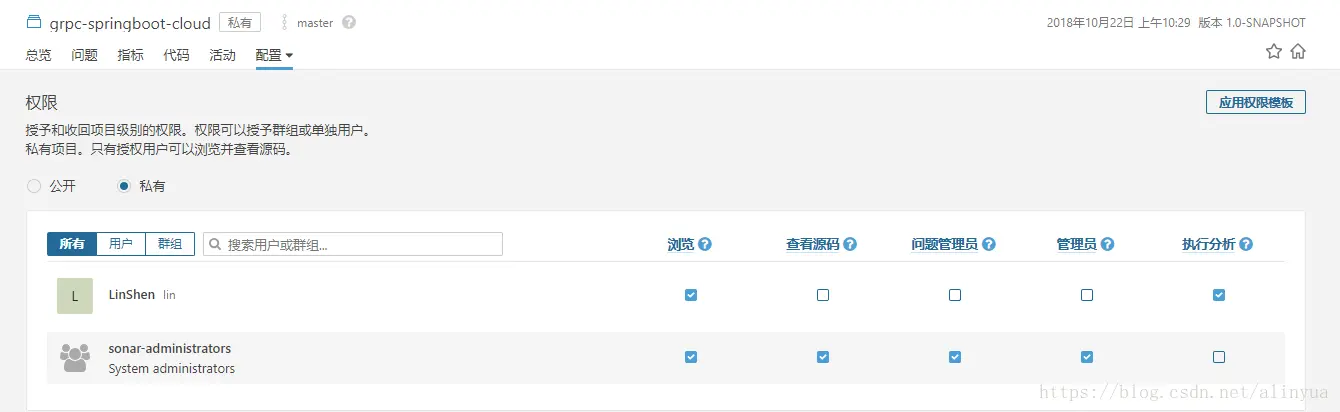 grpc-springboot-cloud 私有 master 2018年10月22日 上午10:29 版本 1.0-SNAPSHOT
总览 问题 指标 代码 活动 配置
权限 应用权限模板
授予和收回项目级别的权限。权限可以授予群组或单独用户。
私有项目。只有授权用户可以浏览并查看源码。
公开 私有
所有 用户 群组 搜索用户或群组... 浏览 查看源码 问题管理员 管理员 执行分析
L LinShen lin
sonar-administrators
System administrators
https://blog.csdn.net/alinyua